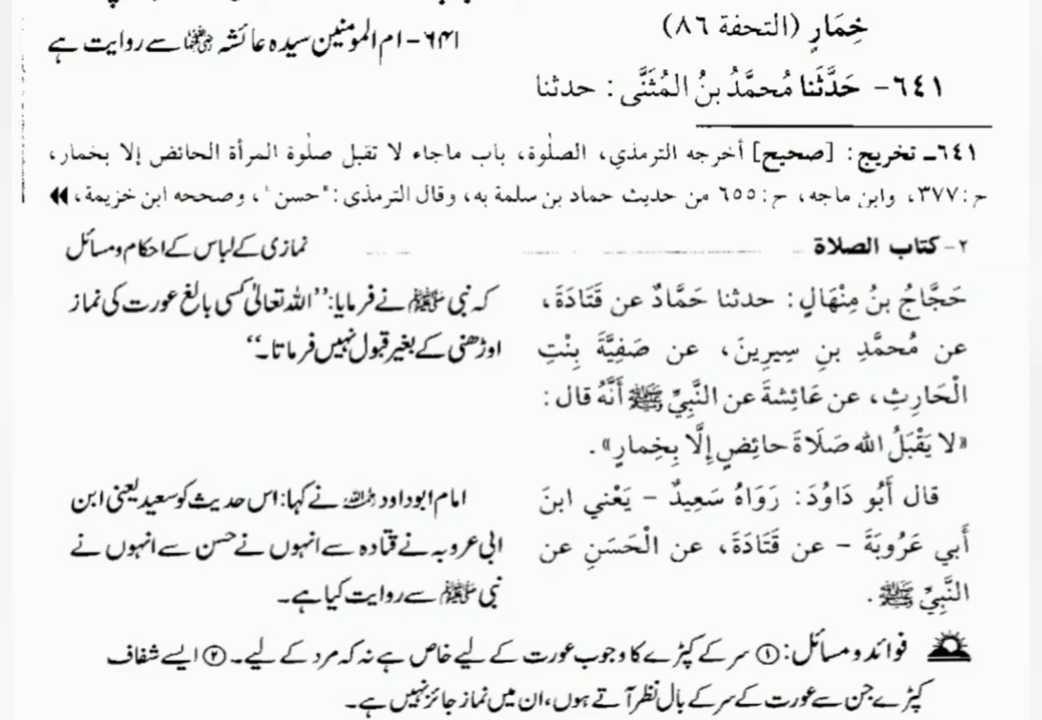 خِمَارٍ (التحفة ٨٦)
٦٤١- حَدَّثَنا مُحمَّدُ بنُ المُثَنَّى: حدثنا
۶۴۱- ام المومنین سیدہ عائشہ رضی اللہ عنہا سے روایت ہے
٦٤١ـ تخريج: [صحيح] أخرجه الترمذي، الصلوة، باب ماجاء لا تقبل صلوة المرأة الحائض إلا بخمار،
ح:٣٧٧، وابن ماجه، ح:٦٥٥ من حديث حماد بن سلمة به، وقال الترمذي: "حسن"، وصححه ابن خزيمة،
٢- كتاب الصلاة نمازی کے لباس کے احکام و مسائل
حَجَّاجُ بنُ مِنْهَالٍ: حدثنا حَمَّادٌ عن قَتَادَةَ،
عن مُحمَّدِ بنِ سِيرِينَ، عن صَفِيَّةَ بِنْتِ
الْحَارِثِ، عن عَائِشةَ عن النَّبِيِّ ﷺ أَنَّهُ قال:
«لا يَقْبَلُ الله صَلَاةَ حائِضٍ إلَّا بِخِمارٍ».
کہ نبی ﷺ نے فرمایا: ’’اللہ تعالیٰ کسی بالغ عورت کی نماز
اوڑھنی کے بغیر قبول نہیں فرماتا۔‘‘
قال أَبُو دَاوُدَ: رَوَاهُ سَعِيدٌ - يَعْني ابنَ
أَبي عَرُوبَةَ - عن قَتَادَةَ، عن الْحَسَنِ عن
النَّبِيِّ ﷺ.
امام ابو داود رحمہ اللہ نے کہا: اس حدیث کو سعید یعنی ابن
ابی عروبہ نے قتادہ سے انہوں نے حسن سے انہوں نے
نبی ﷺ سے روایت کیا ہے۔
فوائد و مسائل: ① سر کے کپڑے کا وجوب عورت کے لیے خاص ہے نہ کہ مرد کے لیے۔ ② ایسے شفاف
کپڑے جن سے عورت کے سر کے بال نظر آتے ہوں، ان میں نماز جائز نہیں ہے۔